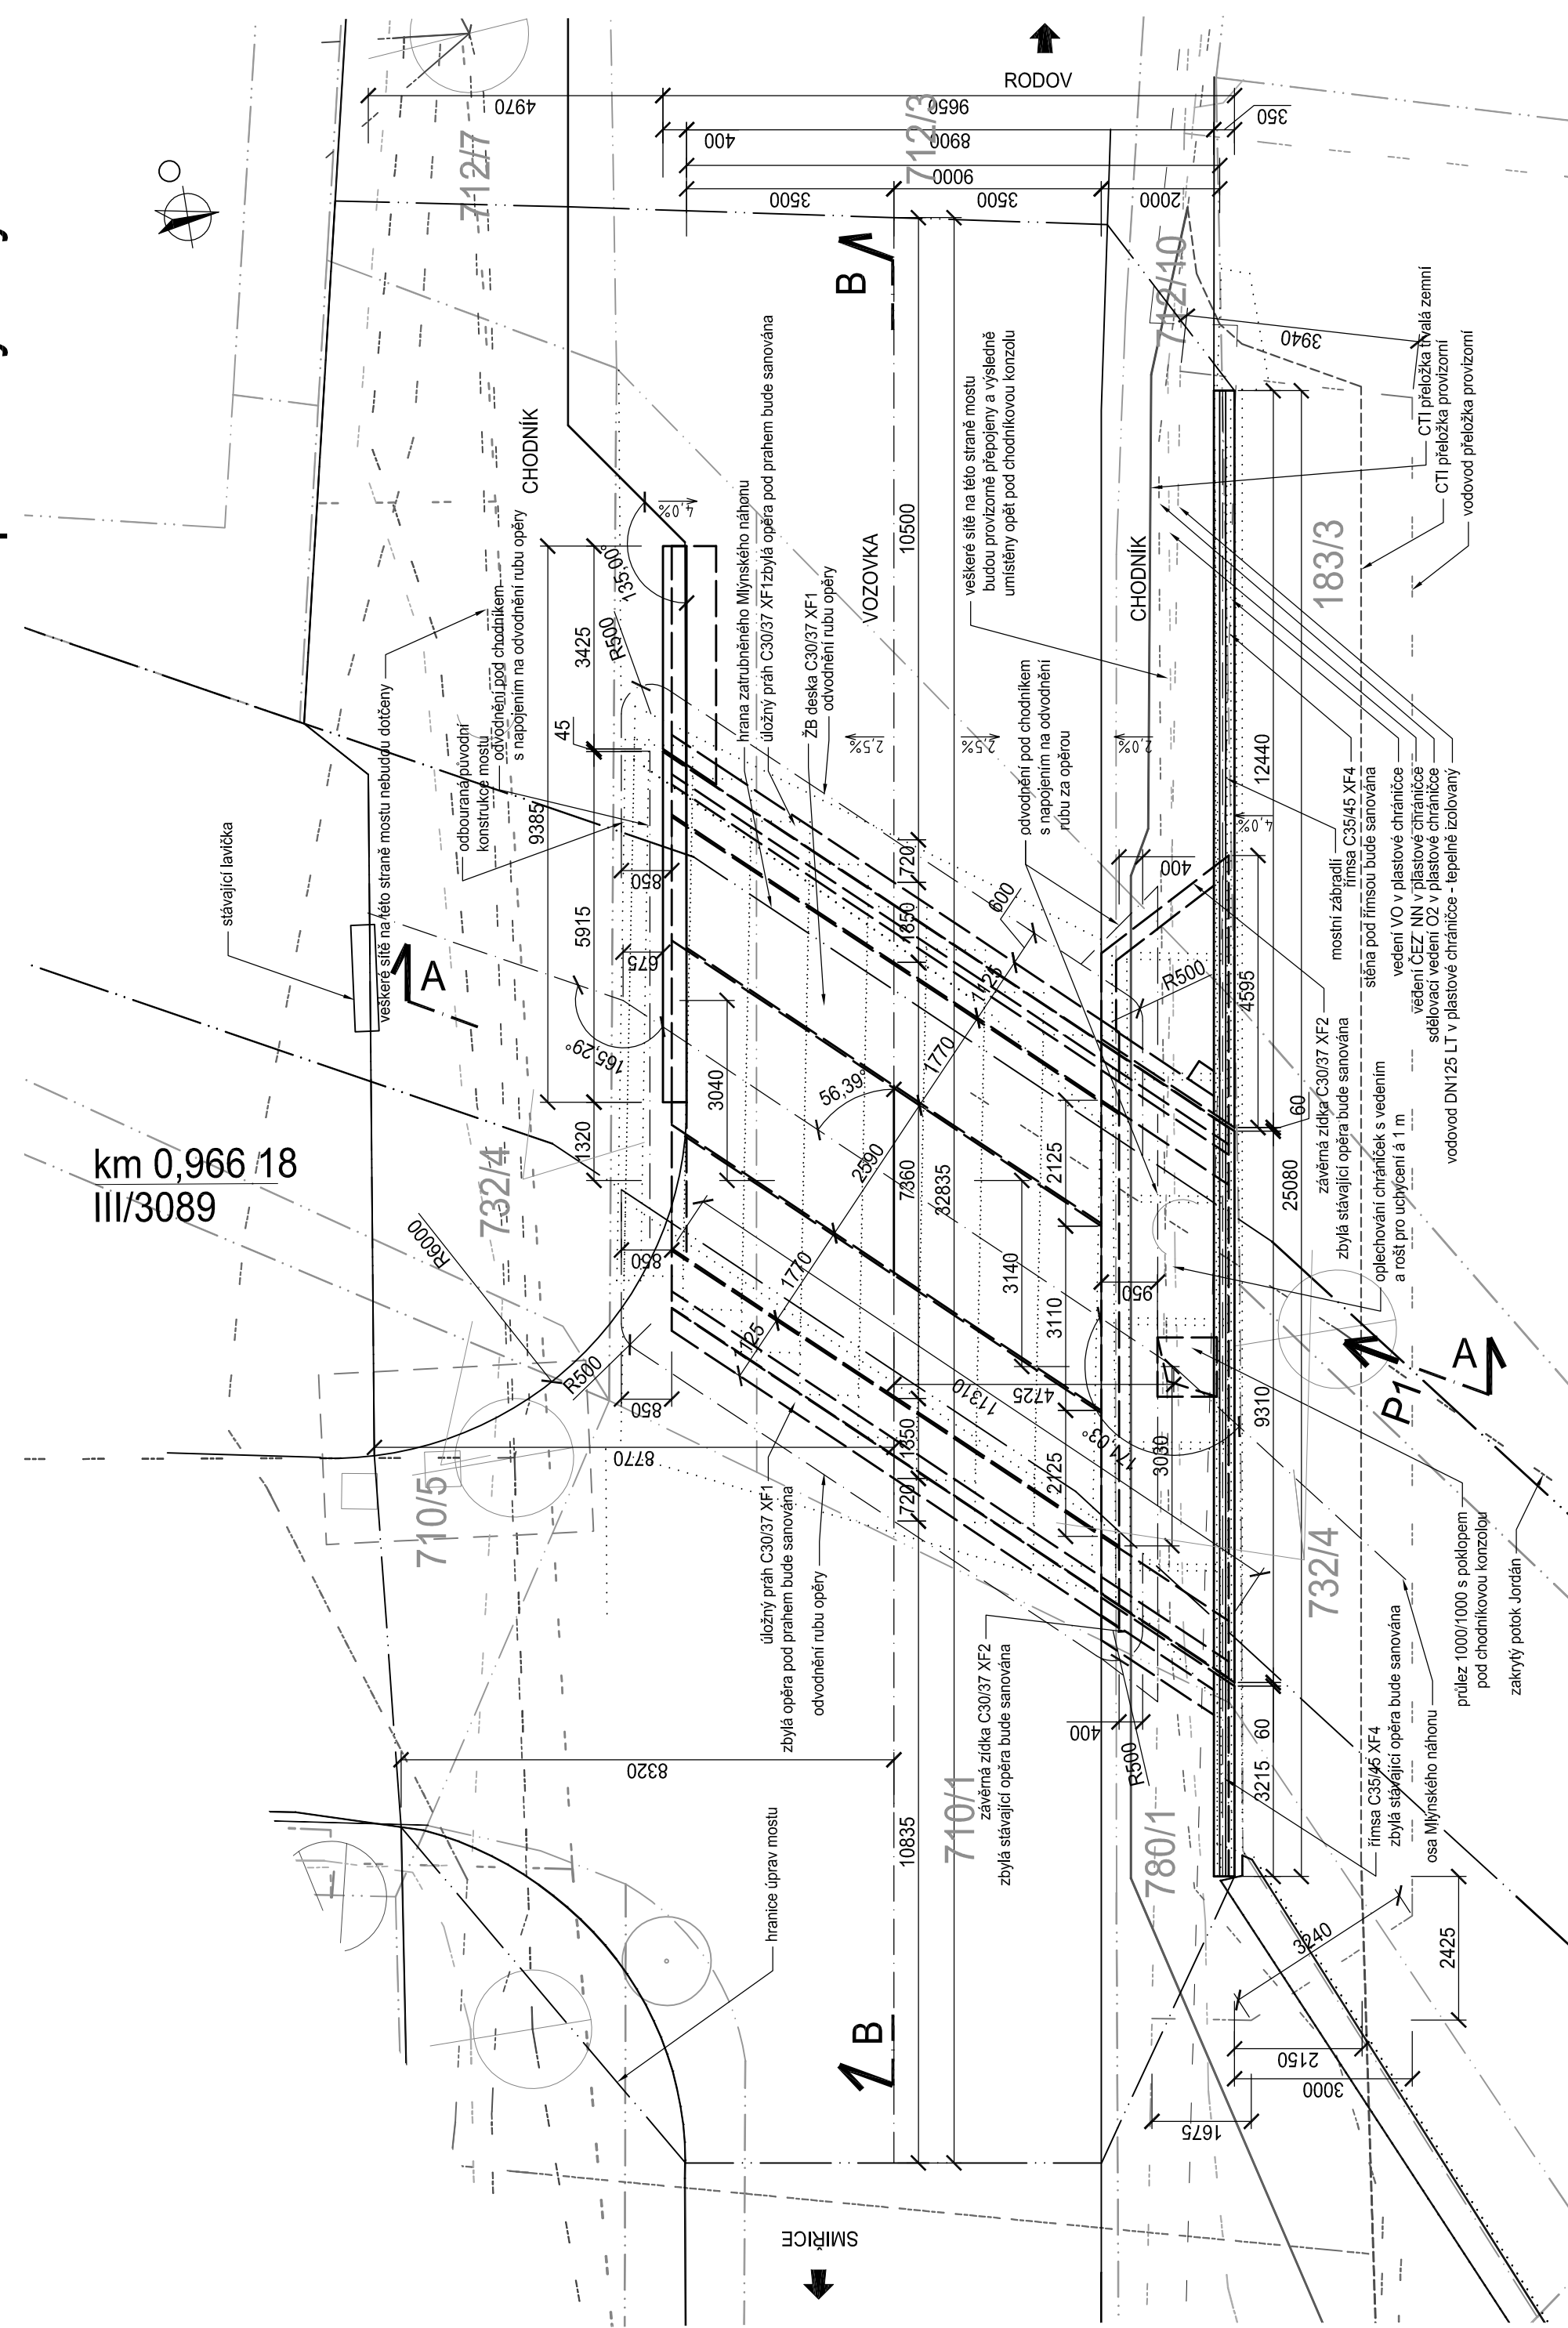 RODOV
4970
9650
8900
400
350
9000
3500
3500
2000
712/7
712/3
712/10
B
3940
CTI přeložka trvalá zemní
CTI přeložka provizorní
vodovod přeložka provizorní
CHODNÍK
odvodnění pod chodníkem
s napojením na odvodnění rubu opěry
4,0%
135,00°
R500
3425
45
9385
5915
1320
hrana zatrubněného Mlýnského náhonu
úložný práh C30/37 XF1
zbylá opěra pod prahem bude sanována
ŽB deska C30/37 XF1
odvodnění rubu opěry
VOZOVKA
10500
2,5%
2,5%
veškeré sítě na této straně mostu
budou provizorně přepojeny a výsledně
umístěny opět pod chodníkovou konzolu
CHODNÍK
183/3
2,0%
12440
4,0%
odvodnění pod chodníkem
s napojením na odvodnění
rubu za opěrou
stávající lavička
veškeré sítě na této straně mostu nebudou dotčeny
odbouraná původní
konstrukce mostu
850
675
A
165,29°
3040
56,39°
720
1850
600
1125
1770
2590
7360
32835
1770
1125
400
R500
4595
60
25080
mostní zábradlí
římsa C35/45 XF4
stěna pod římsou bude sanována
vedení VO v plastové chráničce
vedení ČEZ NN v plastové chráničce
sdělovací vedení O2 v plastové chráničce
vodovod DN125 LT v plastové chráničce - tepelně izolovaný
závěrná zídka C30/37 XF2
zbylá stávající opěra bude sanována
oplechování chrániček s vedením
a rošt pro uchycení á 1 m
km 0,966 18
III/3089
732/4
R6000
R500
850
850
8770
710/5
2125
3140
3110
950
4725
11310
1850
720
2125
171,03°
3030
9310
P1
A
732/4
průlez 1000/1000 s poklopem
pod chodníkovou konzolou
zakrytý potok Jordán
úložný práh C30/37 XF1
zbylá opěra pod prahem bude sanována
odvodnění rubu opěry
závěrná zídka C30/37 XF2
zbylá stávající opěra bude sanována
400
R500
60
3215
římsa C35/45 XF4
zbylá stávající opěra bude sanována
osa Mlýnského náhonu
8320
10835
710/1
780/1
hranice úprav mostu
B
3240
2425
2150
3000
1675
SMIŘICE